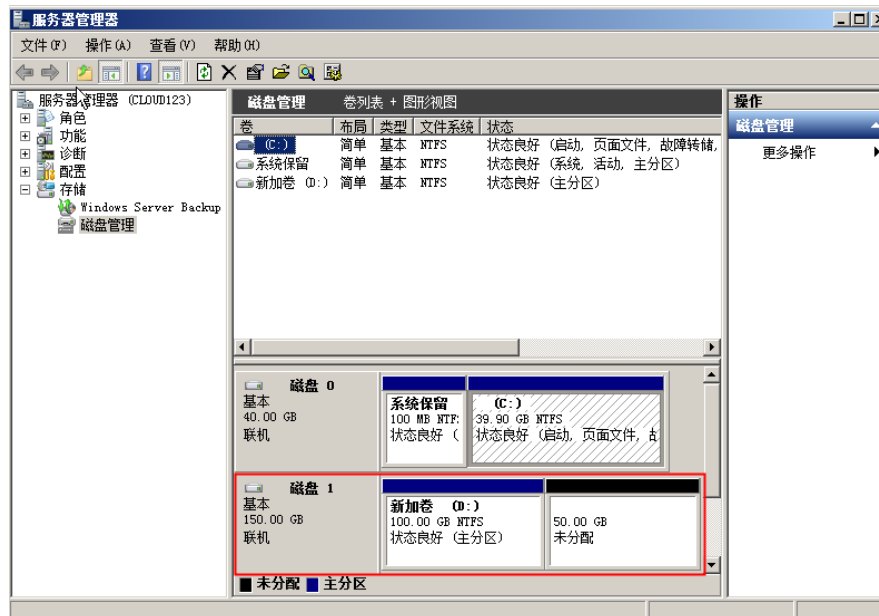 服务器管理器
文件(F) 操作(A) 查看(V) 帮助(H)
服务器管理器 (CLOUD123)
角色
功能
诊断
配置
存储
Windows Server Backup
磁盘管理
磁盘管理 卷列表 + 图形视图
卷 布局 类型 文件系统 状态
(C:) 简单 基本 NTFS 状态良好 (启动, 页面文件, 故障转储,
系统保留 简单 基本 NTFS 状态良好 (系统, 活动, 主分区)
新加卷 (D:) 简单 基本 NTFS 状态良好 (主分区)
磁盘 0
基本
40.00 GB
联机
系统保留
100 MB NTF:
状态良好 (
(C:)
39.90 GB NTFS
状态良好 (启动, 页面文件, 故
磁盘 1
基本
150.00 GB
联机
新加卷 (D:)
100.00 GB NTFS
状态良好 (主分区)
50.00 GB
未分配
未分配 主分区
操作
磁盘管理
更多操作